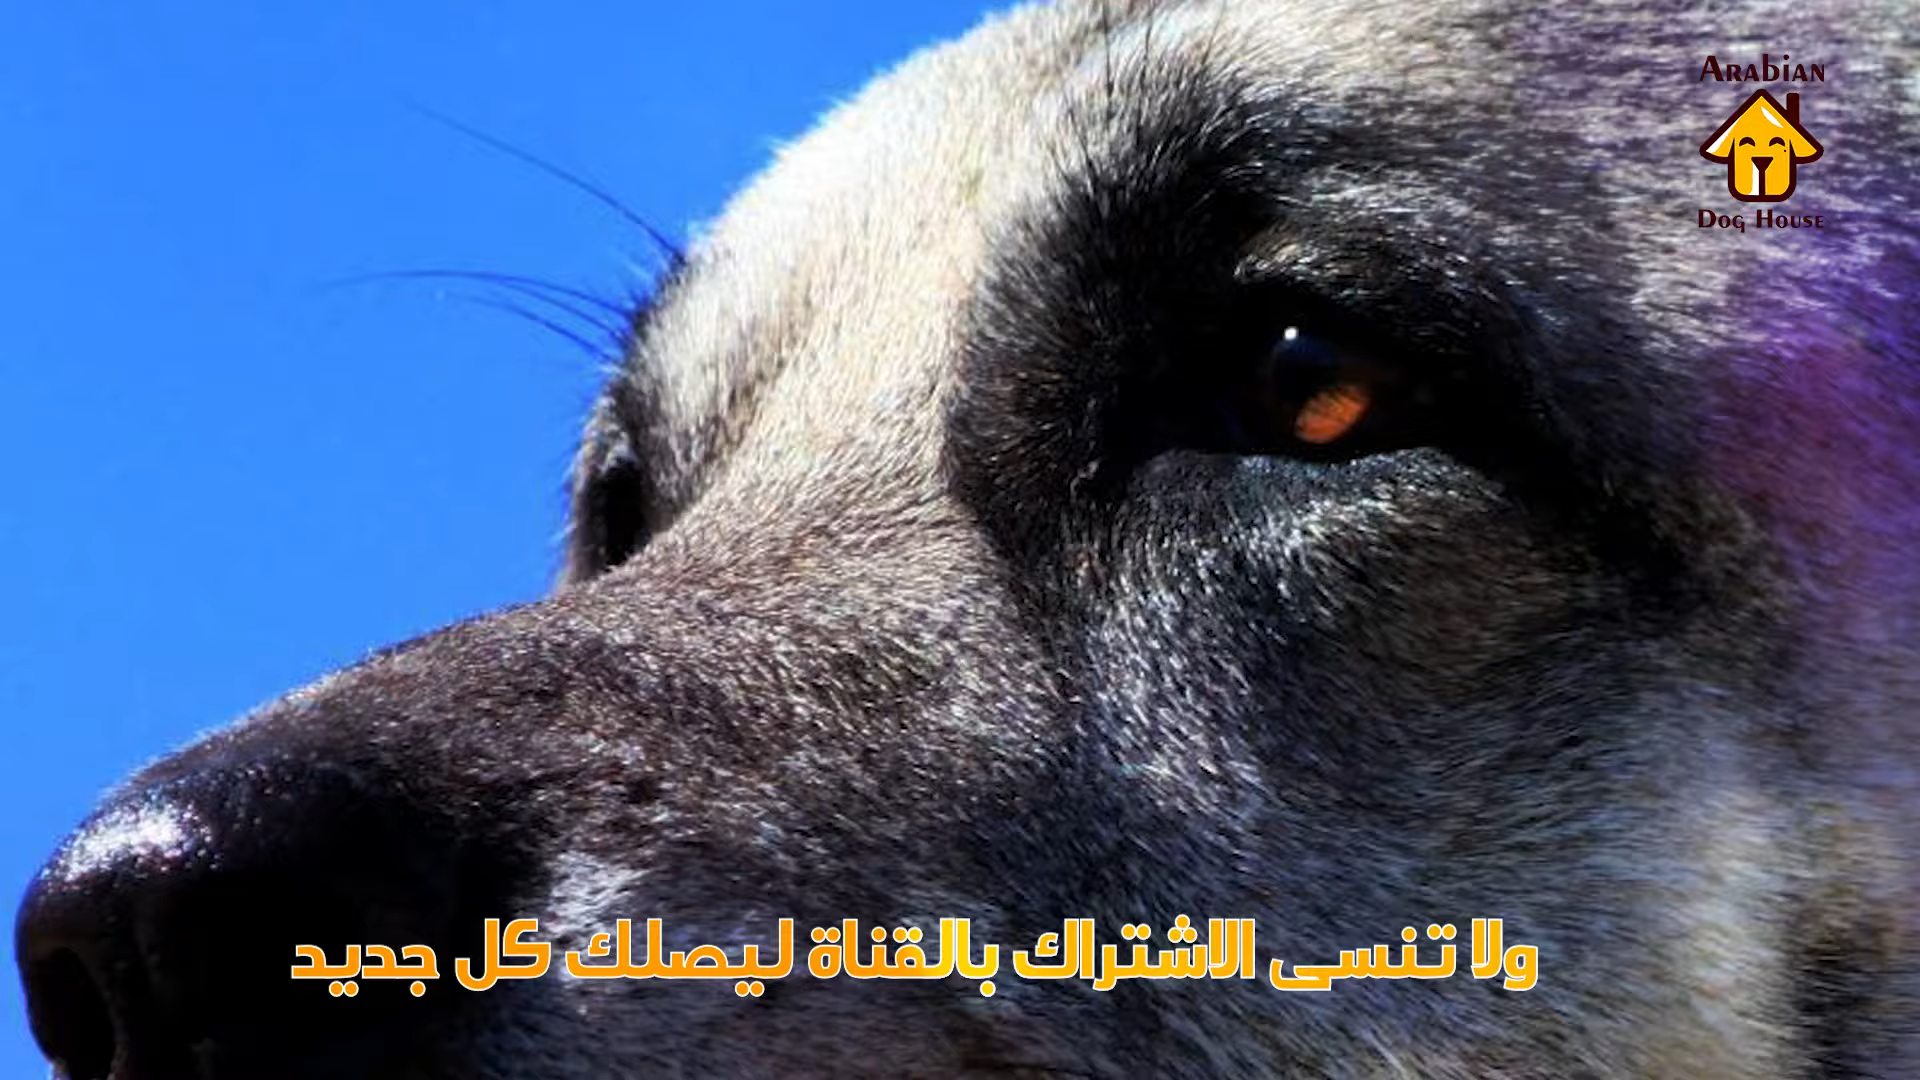 Arabian
Dog House
ولا تنسى الاشتراك بالقناة ليصلك كل جديد